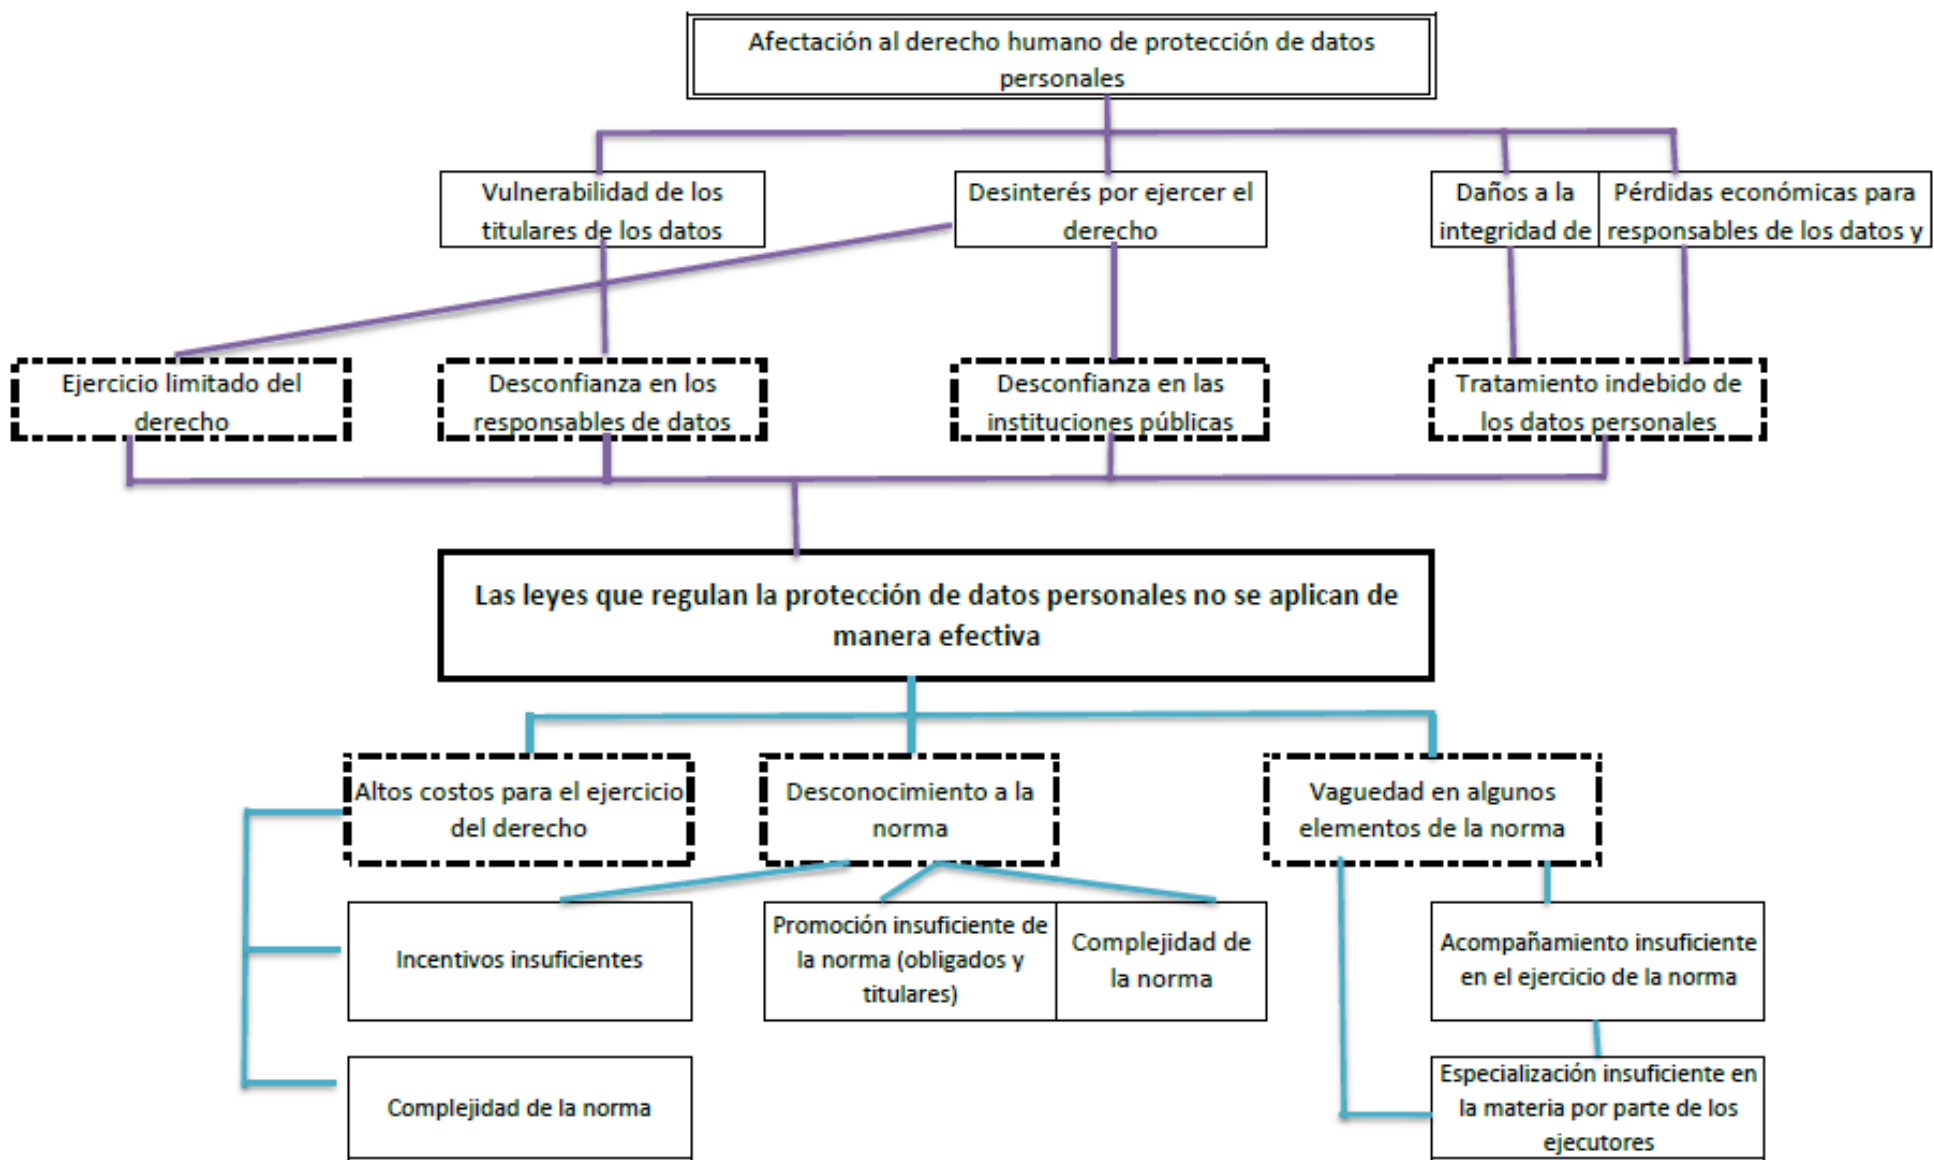 Afectación al derecho humano de protección de datos
personales
Vulnerabilidad de los
titulares de los datos
Desinterés por ejercer el
derecho
Daños a la
integridad de
Pérdidas económicas para
responsables de los datos y
Ejercicio limitado del
derecho
Desconfianza en los
responsables de datos
Desconfianza en las
instituciones públicas
Tratamiento indebido de
los datos personales
Las leyes que regulan la protección de datos personales no se aplican de
manera efectiva
Altos costos para el ejercicio
del derecho
Desconocimiento a la
norma
Vaguedad en algunos
elementos de la norma
Incentivos insuficientes
Promoción insuficiente de
la norma (obligados y
titulares)
Complejidad de
la norma
Acompañamiento insuficiente
en el ejercicio de la norma
Complejidad de la norma
Especialización insuficiente en
la materia por parte de los
ejecutores